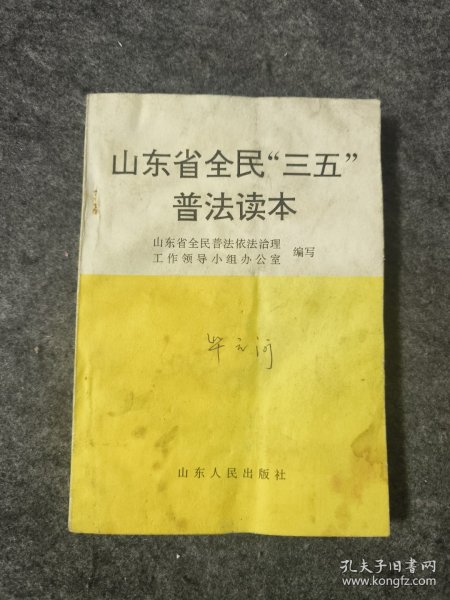 山东省全民“三五”
普法读本
山东省全民普法依法治理
工作领导小组办公室
编写
山东人民出版社
孔夫子旧书网
www.kongfz.com